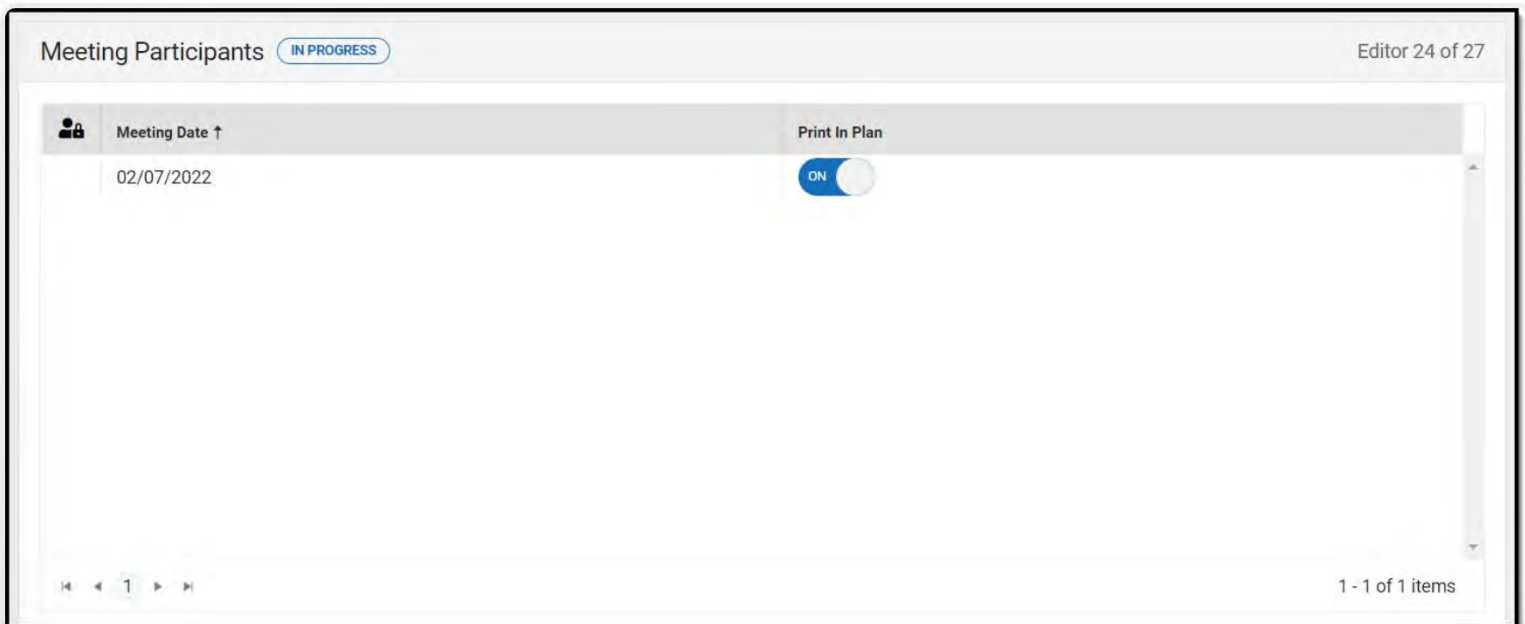 Meeting Participants IN PROGRESS Editor 24 of 27
Meeting Date ↑ Print In Plan
02/07/2022 ON
1 1 - 1 of 1 items